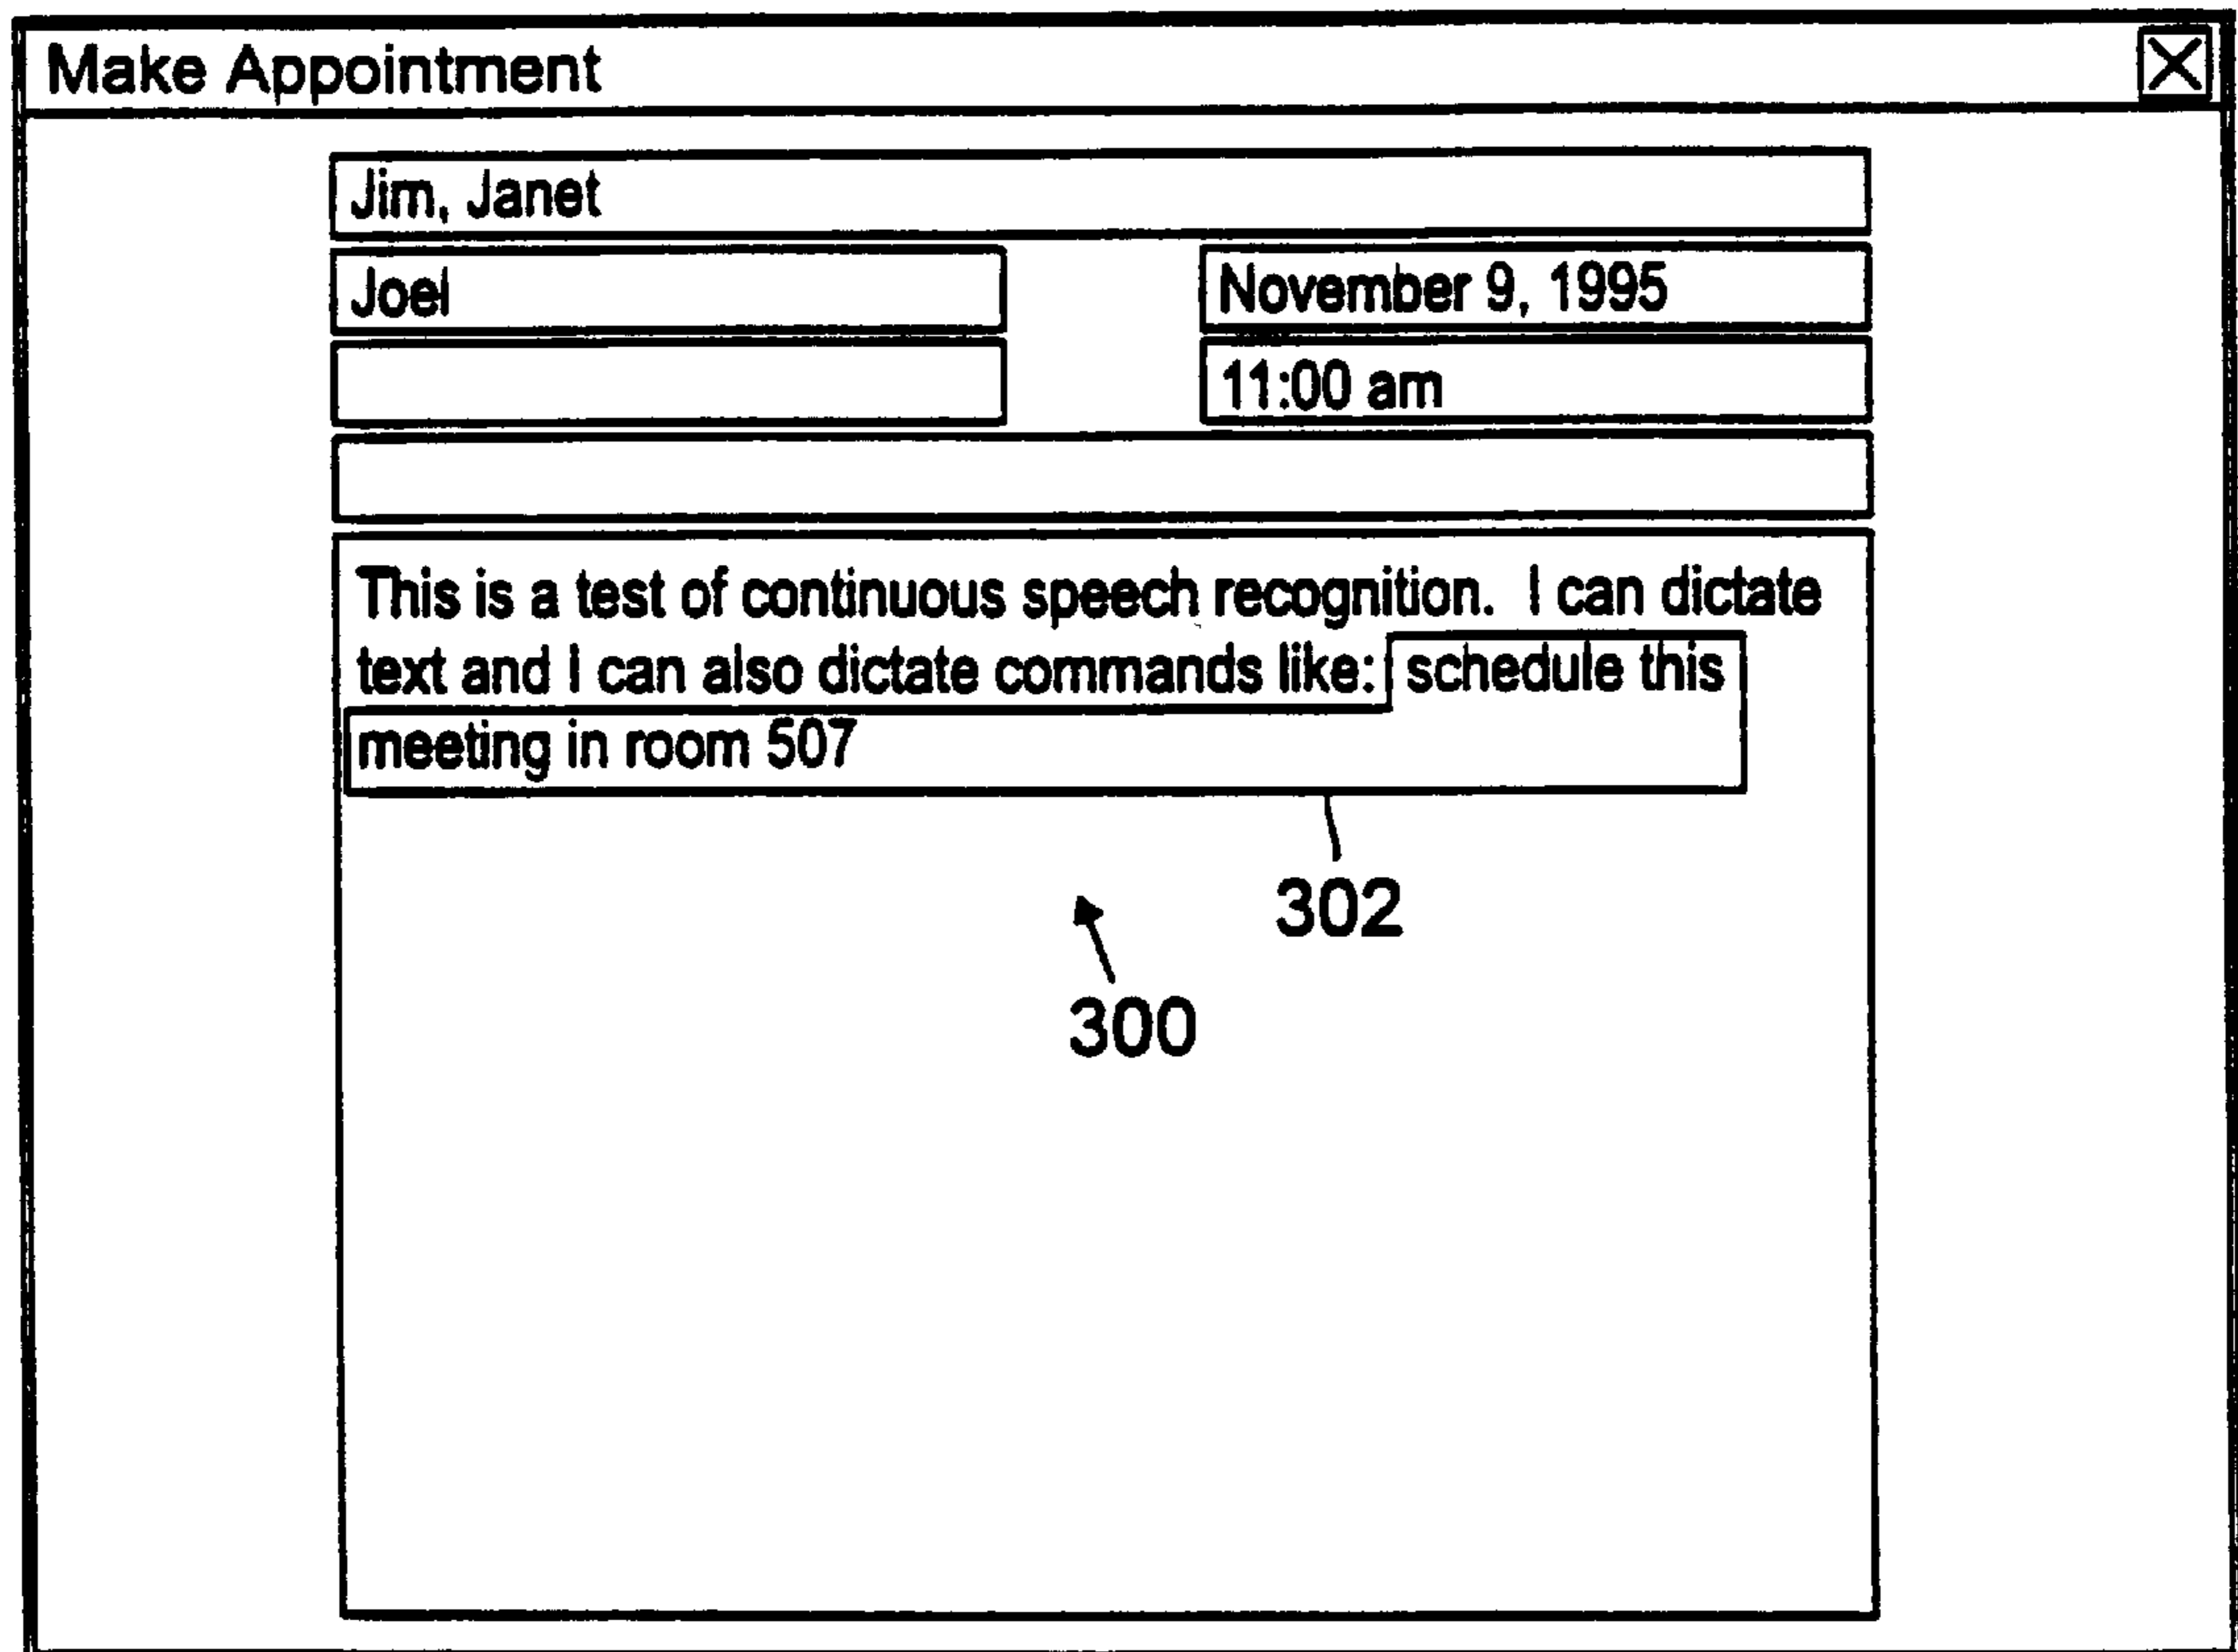 Make Appointment
Jim, Janet
Joel
November 9, 1995
11:00 am
This is a test of continuous speech recognition.  I can dictate
text and I can also dictate commands like: schedule this
meeting in room 507
302
300